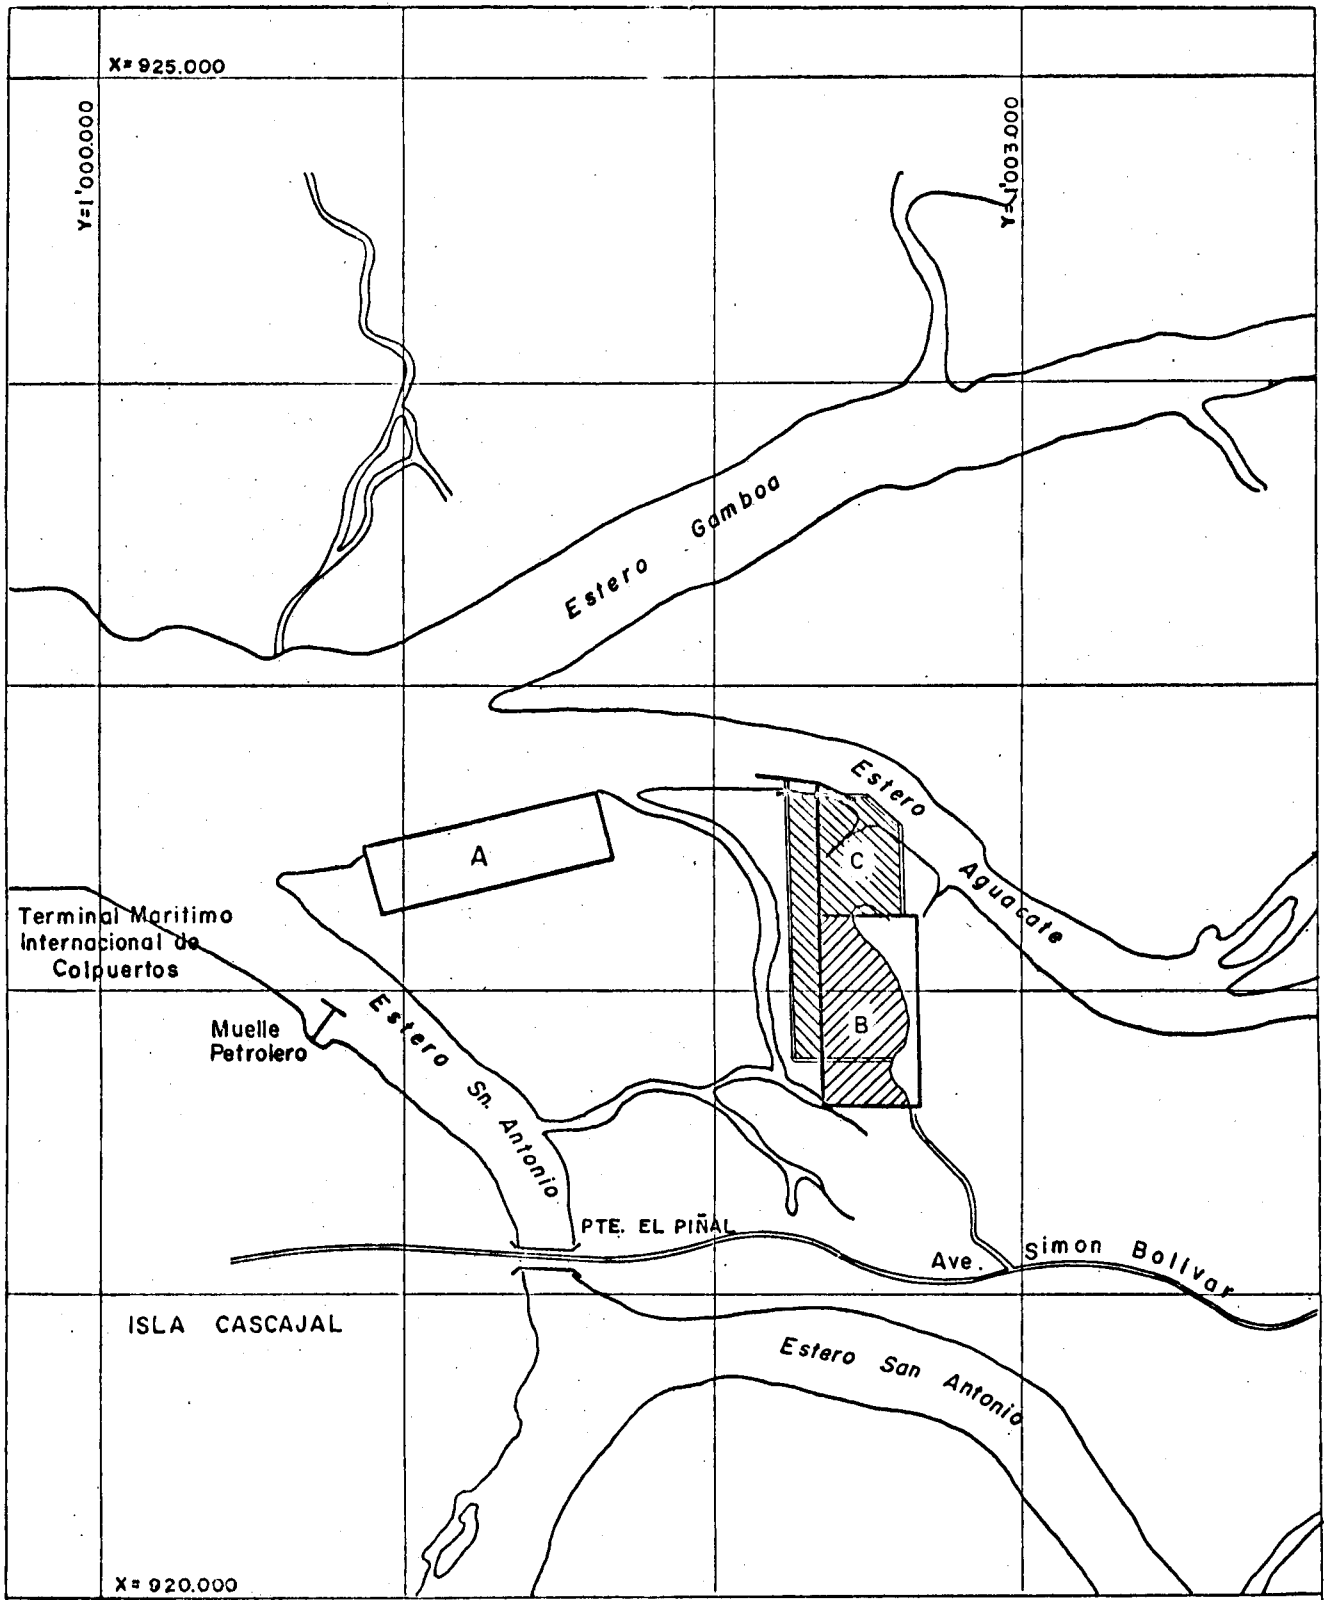 X= 925.000
Y=1'000.000
Y=1'003.000
Estero Gamboa
Estero Aguacate
A
C
B
Terminal Maritimo
Internacional de
Colpuertos
Muelle
Petrolero
Estero Sn. Antonio
PTE. EL PIÑAL
Ave. Simon Bolívar
ISLA CASCAJAL
Estero San Antonio
X= 920.000